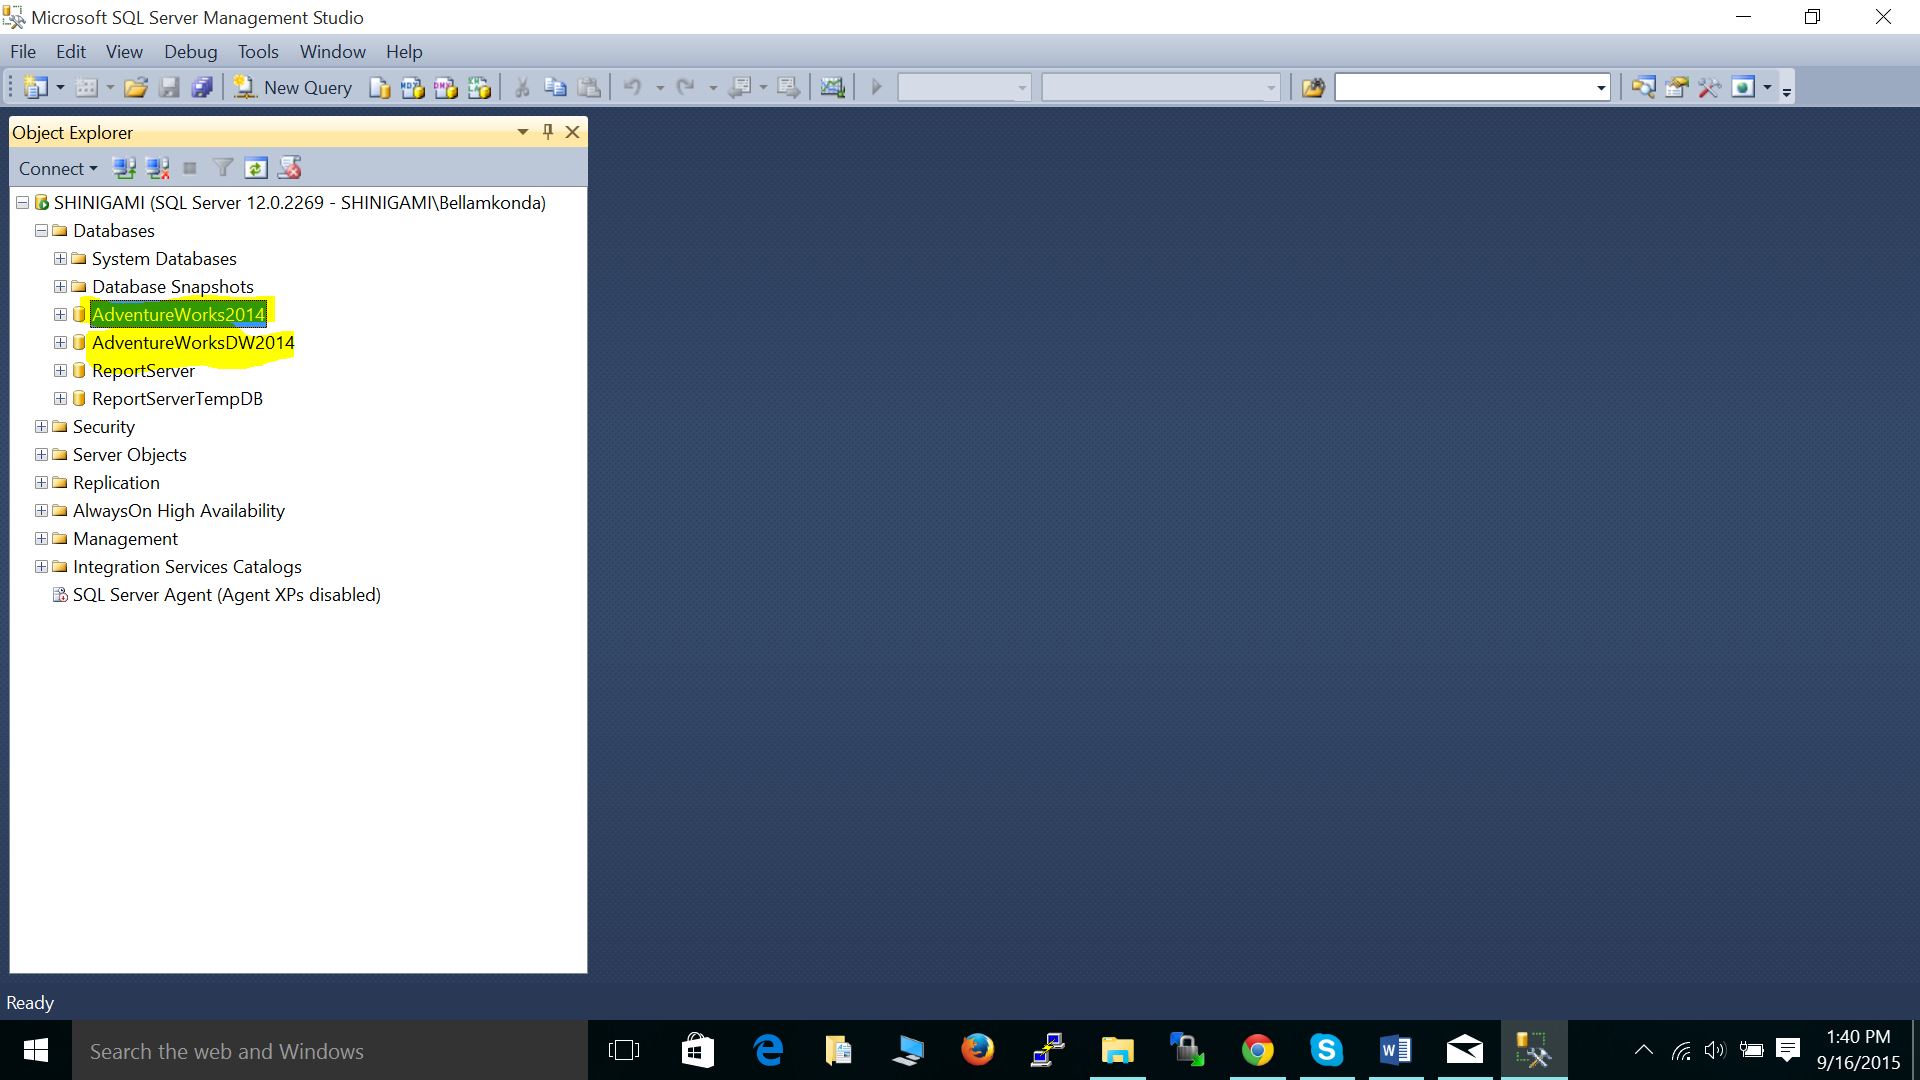 Microsoft SQL Server Management Studio
File Edit View Debug Tools Window Help
New Query
Object Explorer
Connect
SHINIGAMI (SQL Server 12.0.2269 - SHINIGAMI\Bellamkonda)
Databases
System Databases
Database Snapshots
AdventureWorks2014
AdventureWorksDW2014
ReportServer
ReportServerTempDB
Security
Server Objects
Replication
AlwaysOn High Availability
Management
Integration Services Catalogs
SQL Server Agent (Agent XPs disabled)
Ready
Search the web and Windows
1:40 PM
9/16/2015